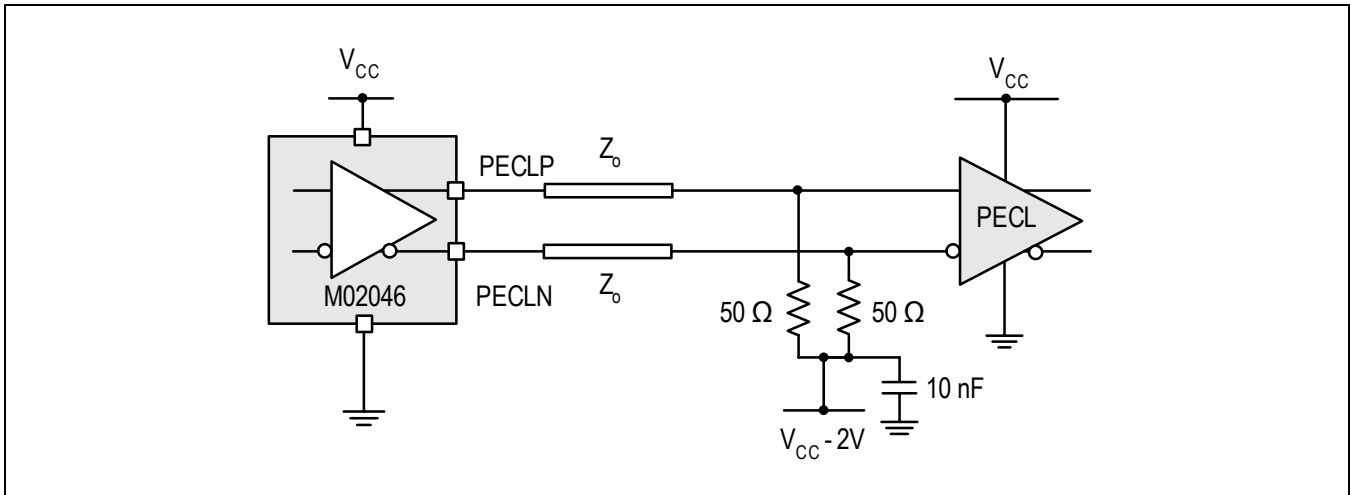 V_CC
V_CC
PECLP
Z_o
PECL
M02046
PECLN
Z_o
50 Ω
50 Ω
10 nF
V_CC - 2V